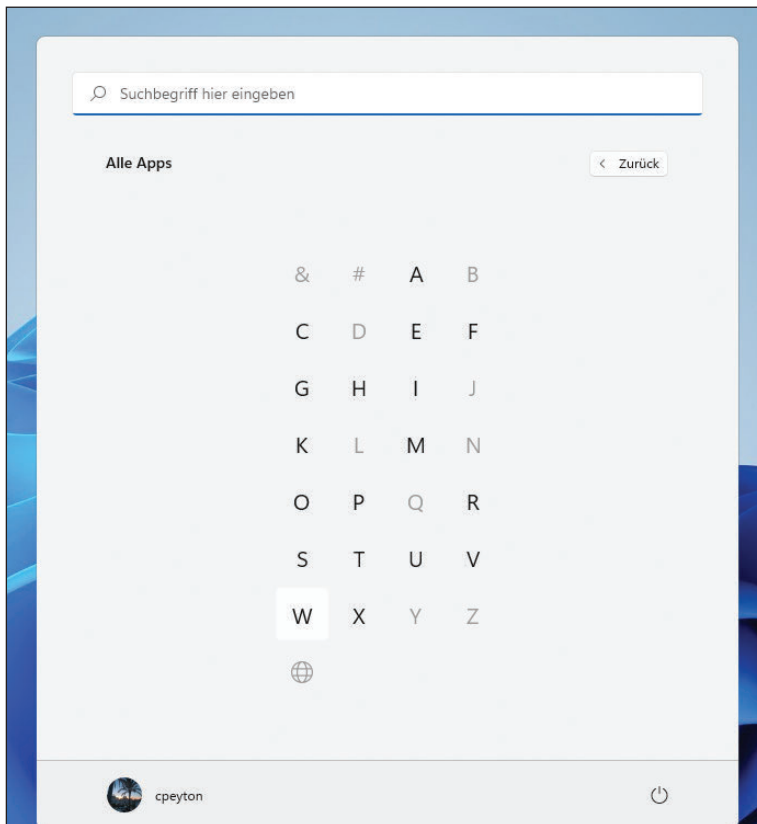 Suchbegriff hier eingeben
Alle Apps
< Zurück
& # A B
C D E F
G H I J
K L M N
O P Q R
S T U V
W X Y Z
cpeyton